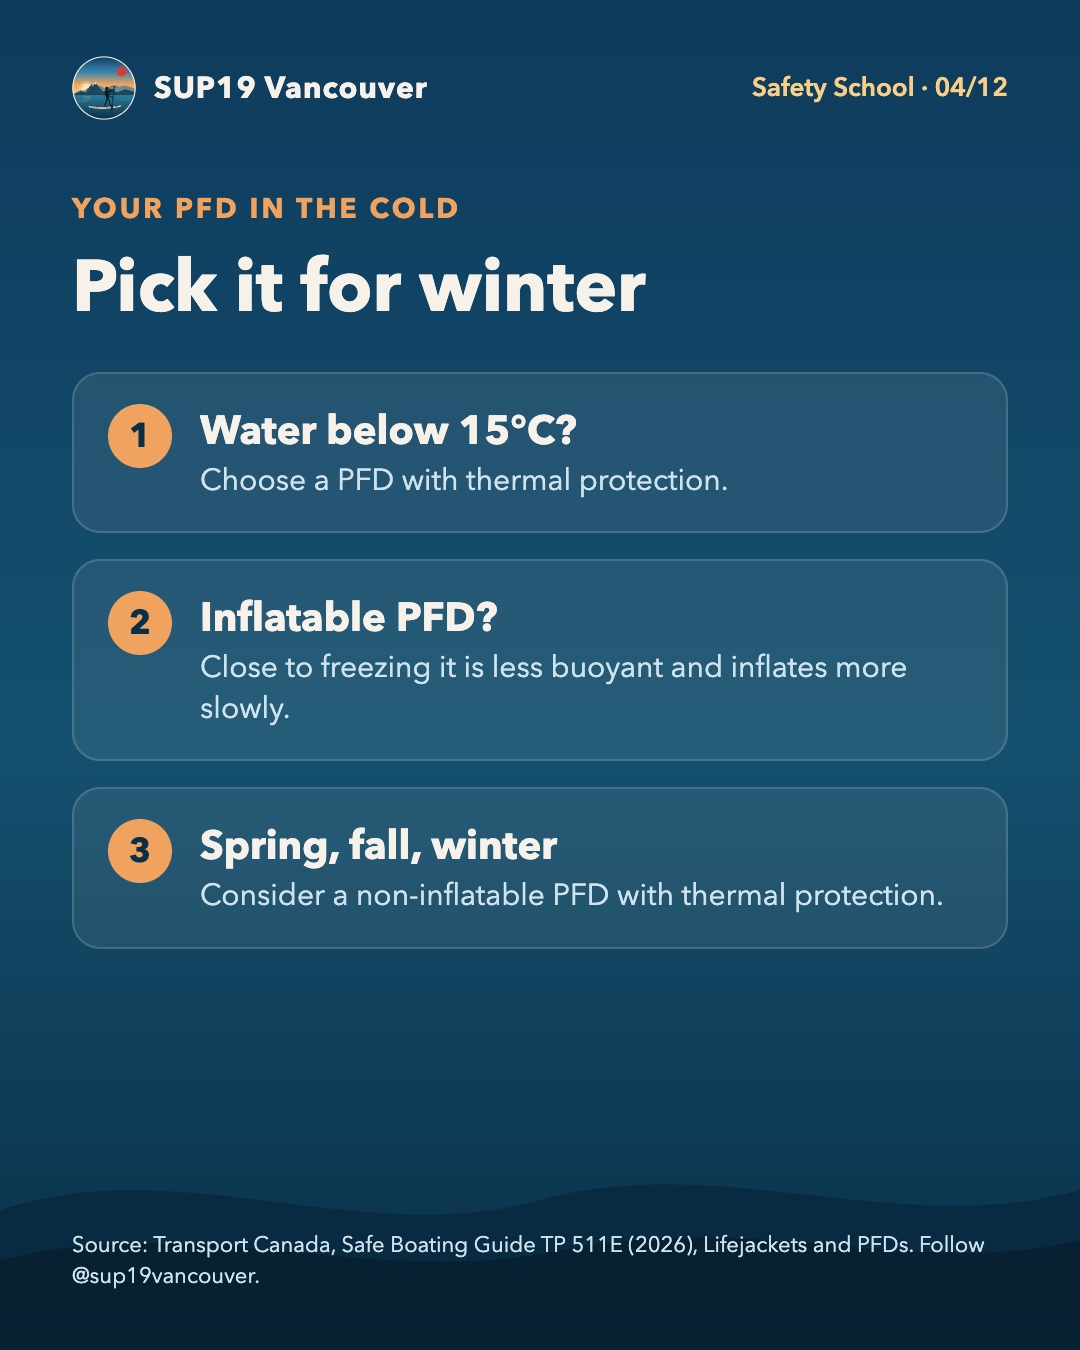 SUP19 Vancouver
Safety School · 04/12
YOUR PFD IN THE COLD
Pick it for winter
1
Water below 15°C?
Choose a PFD with thermal protection.
2
Inflatable PFD?
Close to freezing it is less buoyant and inflates more
slowly.
3
Spring, fall, winter
Consider a non-inflatable PFD with thermal protection.
Source: Transport Canada, Safe Boating Guide TP 511E (2026), Lifejackets and PFDs. Follow
@sup19vancouver.